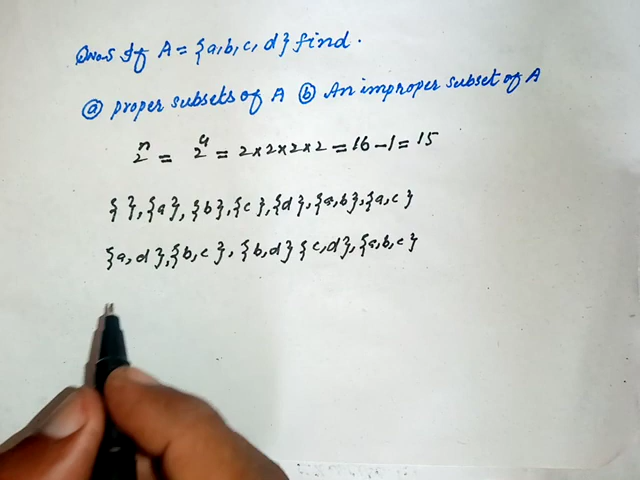 Ques If A = {a,b,c,d} find.
ⓐ proper subsets of A ⓑ An improper subset of A
2ⁿ = 2⁴ = 2×2×2×2 = 16-1 = 15
{ },{a},{b},{c},{d},{a,b},{a,c}
{a,d},{b,c},{b,d}{c,d},{a,b,c}